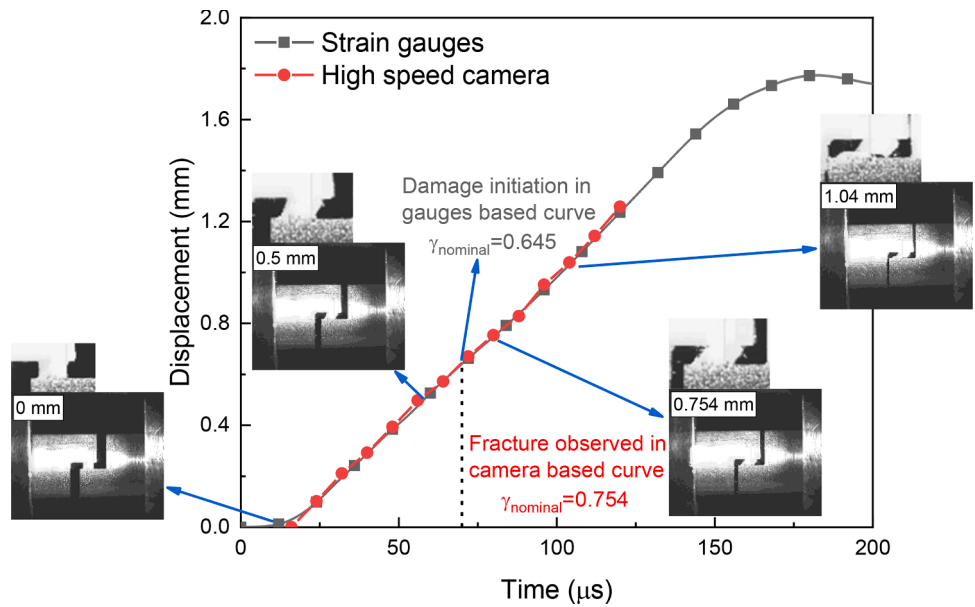 2.0
1.6
1.2
0.8
0.4
0.0
Displacement (mm)
Strain gauges
High speed camera
Damage initiation in
gauges based curve
γnominal=0.645
1.04 mm
0.5 mm
0.754 mm
0 mm
Fracture observed in
camera based curve
γnominal=0.754
0
50
100
150
200
Time (μs)